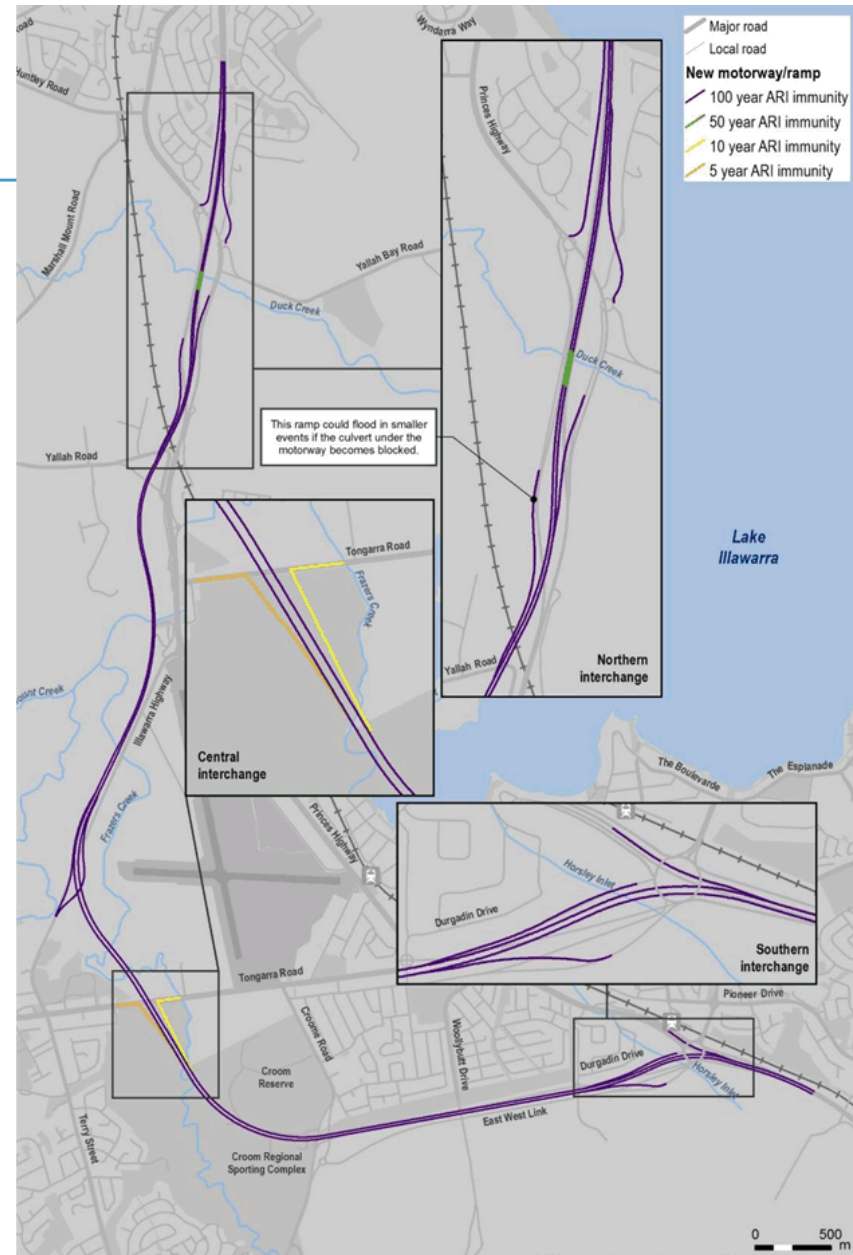 Major road
Local road
New motorway/ramp
100 year ARI immunity
50 year ARI immunity
10 year ARI immunity
5 year ARI immunity
Road
Huntley Road
Wyndarra Way
Princes Highway
Marshall Mount Road
Yallah Bay Road
Duck Creek
Duck Creek
This ramp could flood in smaller
events if the culvert under the
motorway becomes blocked.
Yallah Road
Tongarra Road
Frazers Creek
Lake
Illawarra
Yallah Road
Northern
interchange
Illawarra Highway
ount Creek
Central
interchange
Frazers Creek
Princes Highway
The Boulevarde
The Esplanade
Horsley Inlet
Durgadin Drive
Southern
interchange
Tongarra Road
Pioneer Drive
Croome Road
Woollybutt Drive
Durgadin Drive
Horsley Inlet
Croom
Reserve
East West Link
Terry Street
Croom Regional
Sporting Complex
0 500
m